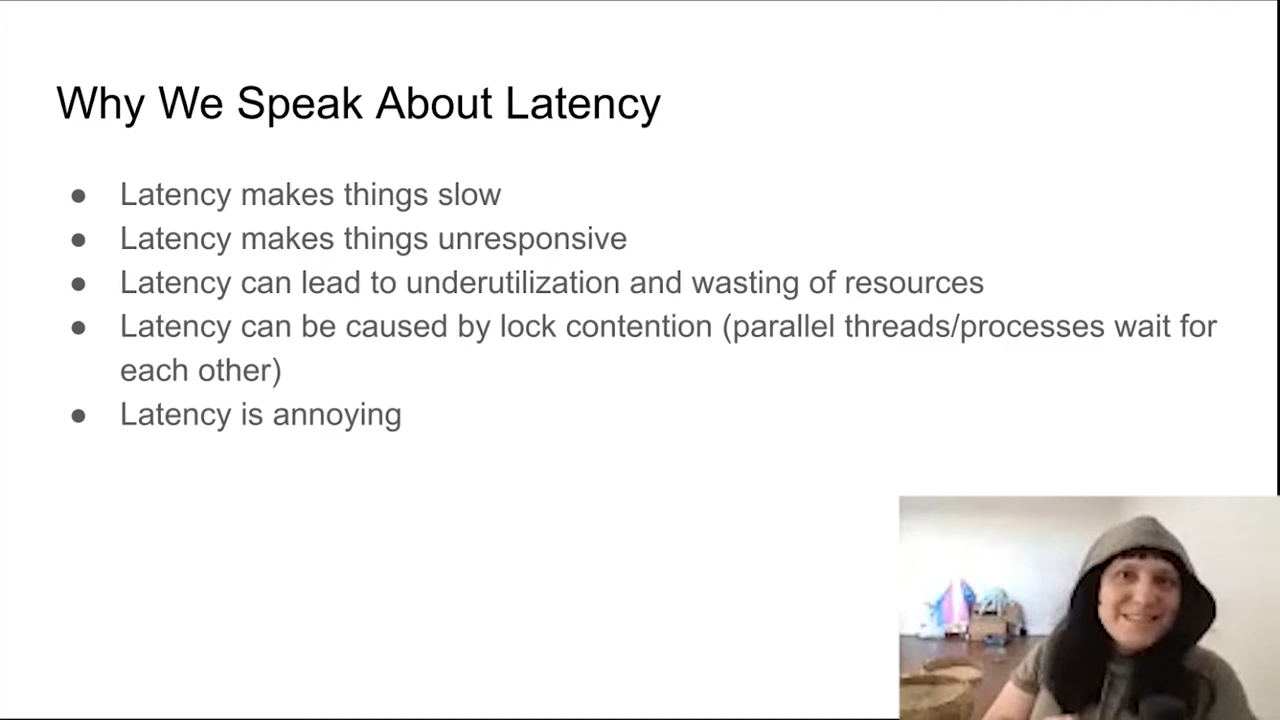 Why We Speak About Latency
● Latency makes things slow
● Latency makes things unresponsive
● Latency can lead to underutilization and wasting of resources
● Latency can be caused by lock contention (parallel threads/processes wait for
each other)
● Latency is annoying